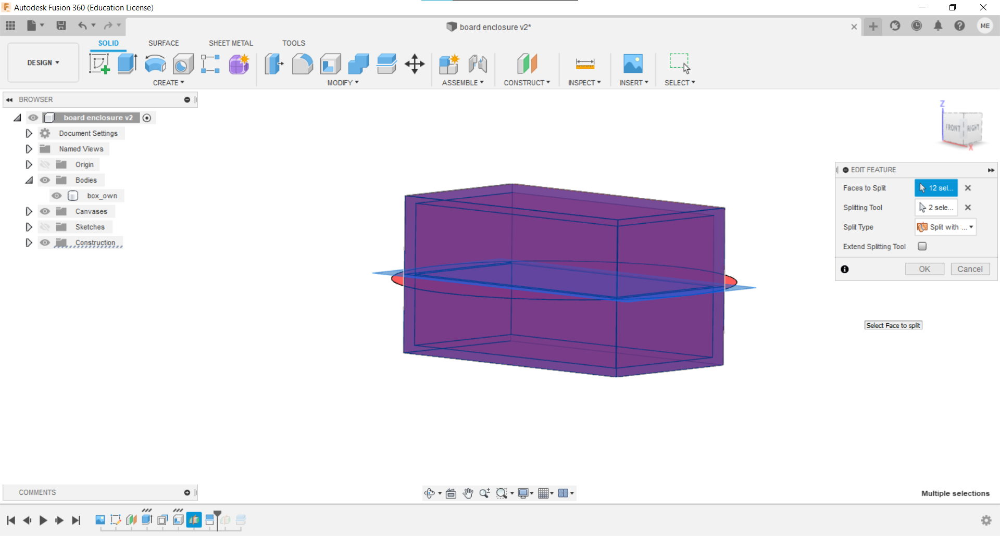 Autodesk Fusion 360 (Education License)
board enclosure v2*
ME
DESIGN
SOLID
SURFACE
SHEET METAL
TOOLS
CREATE
MODIFY
ASSEMBLE
CONSTRUCT
INSPECT
INSERT
SELECT
BROWSER
board enclosure v2
Document Settings
Named Views
Origin
Bodies
box_own
Canvases
Sketches
Construction
Z
FRONT
RIGHT
X
EDIT FEATURE
Faces to Split
12 sel...
Splitting Tool
2 sele...
Split Type
Split with ...
Extend Splitting Tool
OK
Cancel
Select Face to split
COMMENTS
Multiple selections